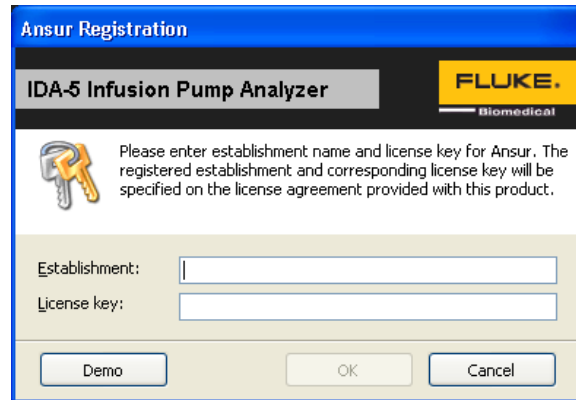 Ansur Registration
IDA-5 Infusion Pump Analyzer
FLUKE.
Biomedical
Please enter establishment name and license key for Ansur. The
registered establishment and corresponding license key will be
specified on the license agreement provided with this product.
Establishment:
License key:
Demo
OK
Cancel